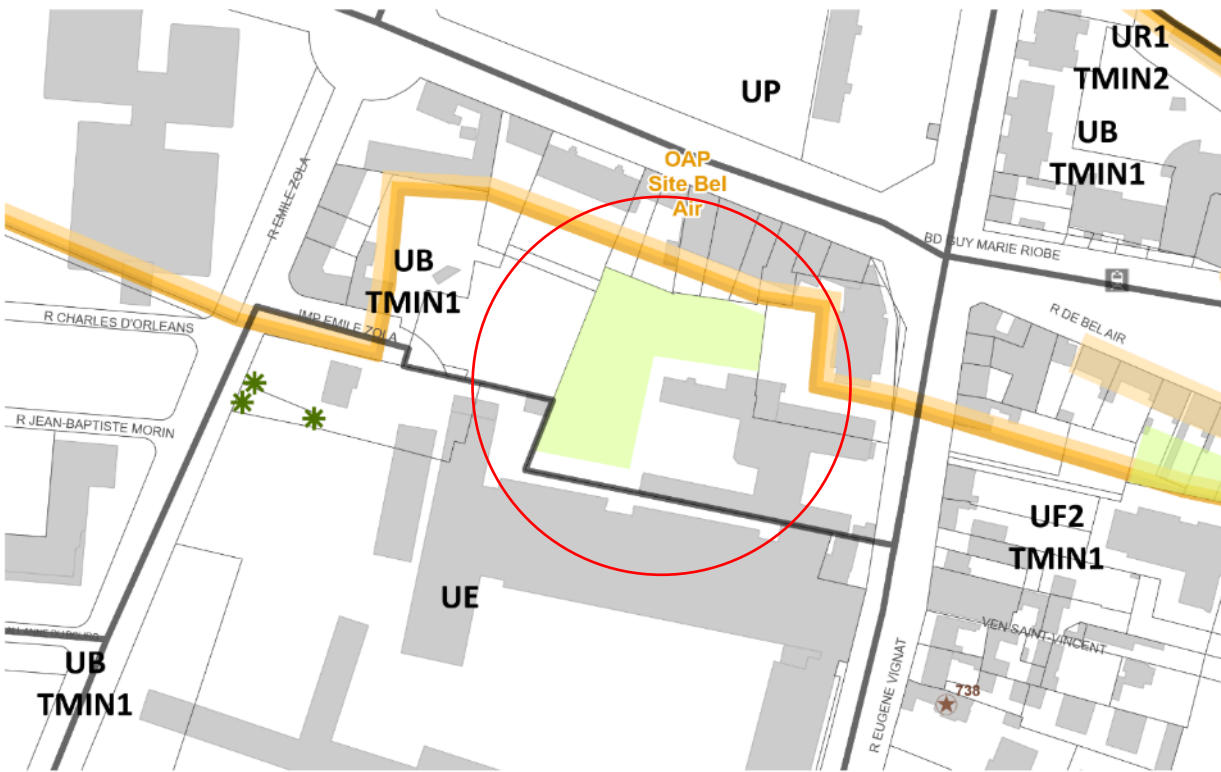 UR1
TMIN2
UP
UB
TMIN1
OAP
Site Bel
Air
R EMILE ZOLA
BD GUY MARIE RIOBE
UB
TMIN1
R DE BEL AIR
IMP EMILE ZOLA
R CHARLES D'ORLEANS
R JEAN-BAPTISTE MORIN
UF2
TMIN1
UE
VEN SAINT-VINCENT
UB
TMIN1
R EUGENE VIGNAT
738